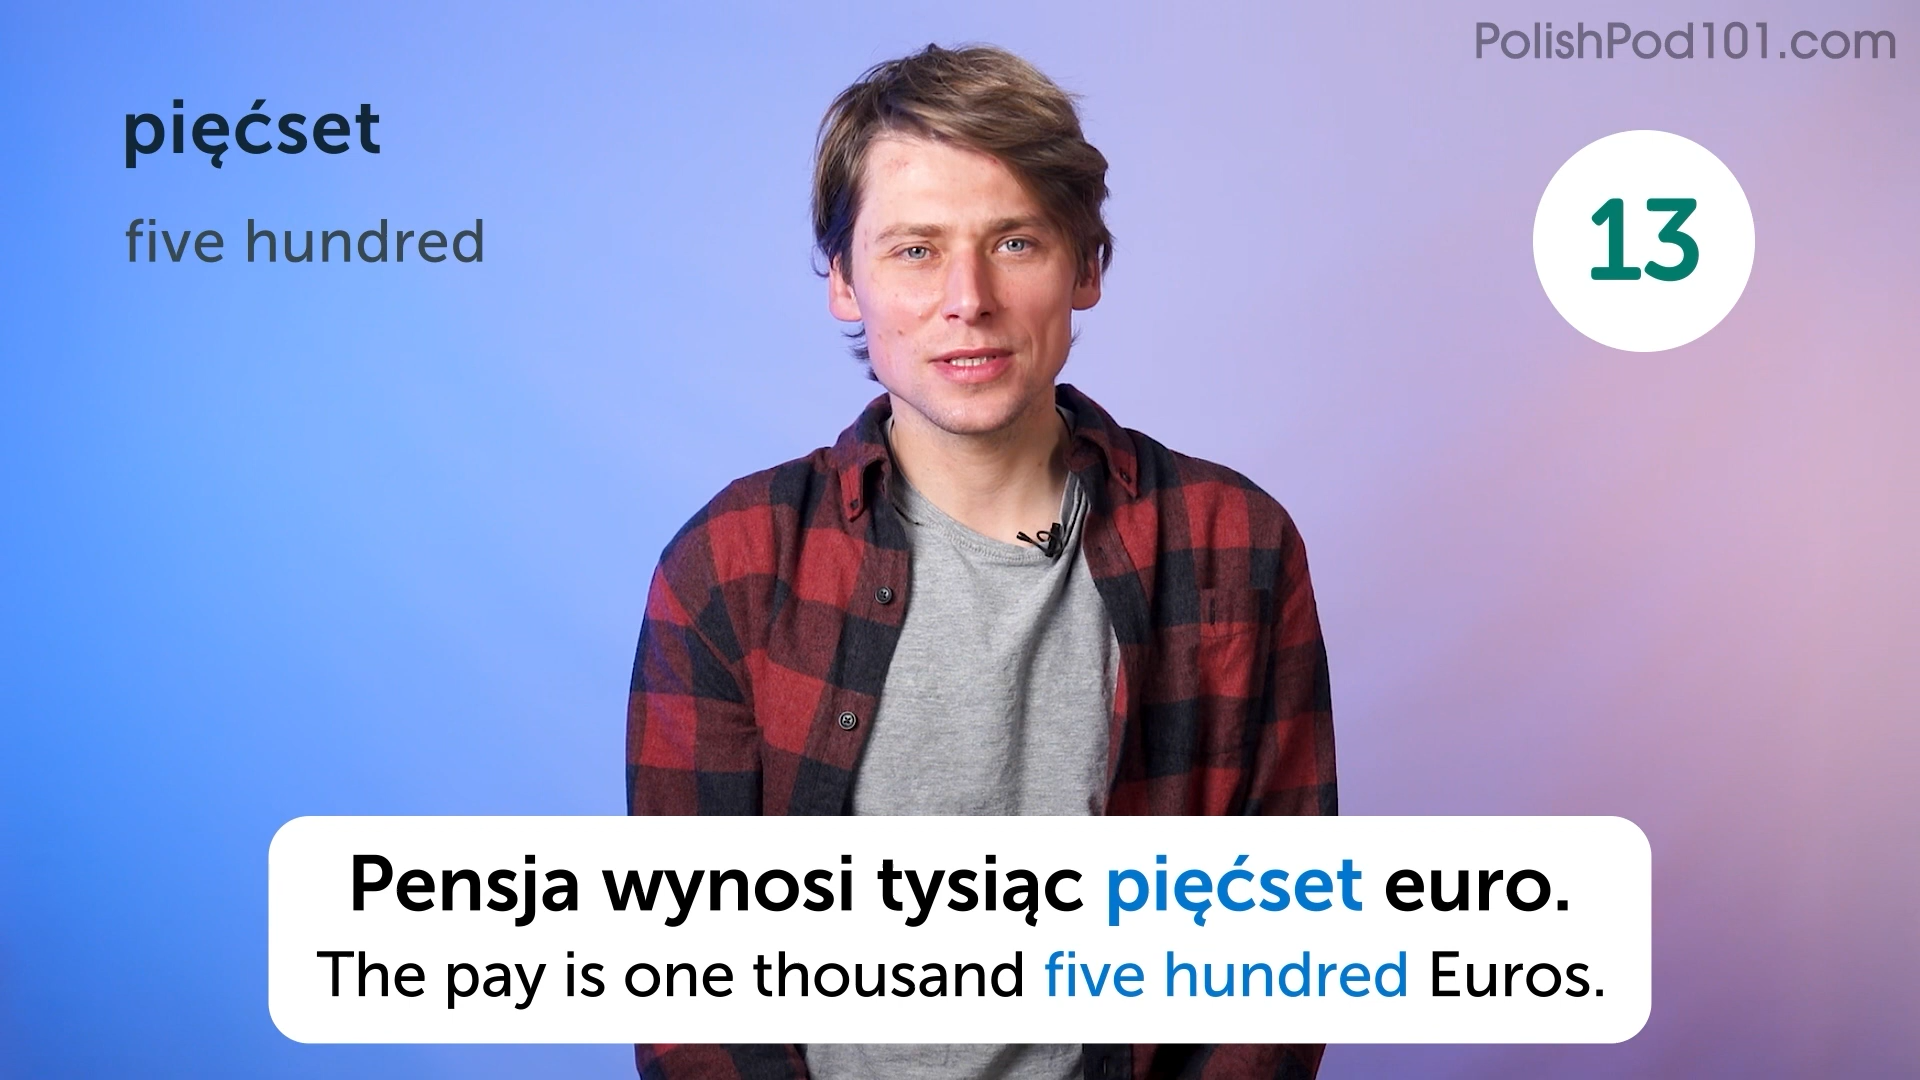 PolishPod101.com
pięćset
five hundred
13
Pensja wynosi tysiąc pięćset euro.
The pay is one thousand five hundred Euros.